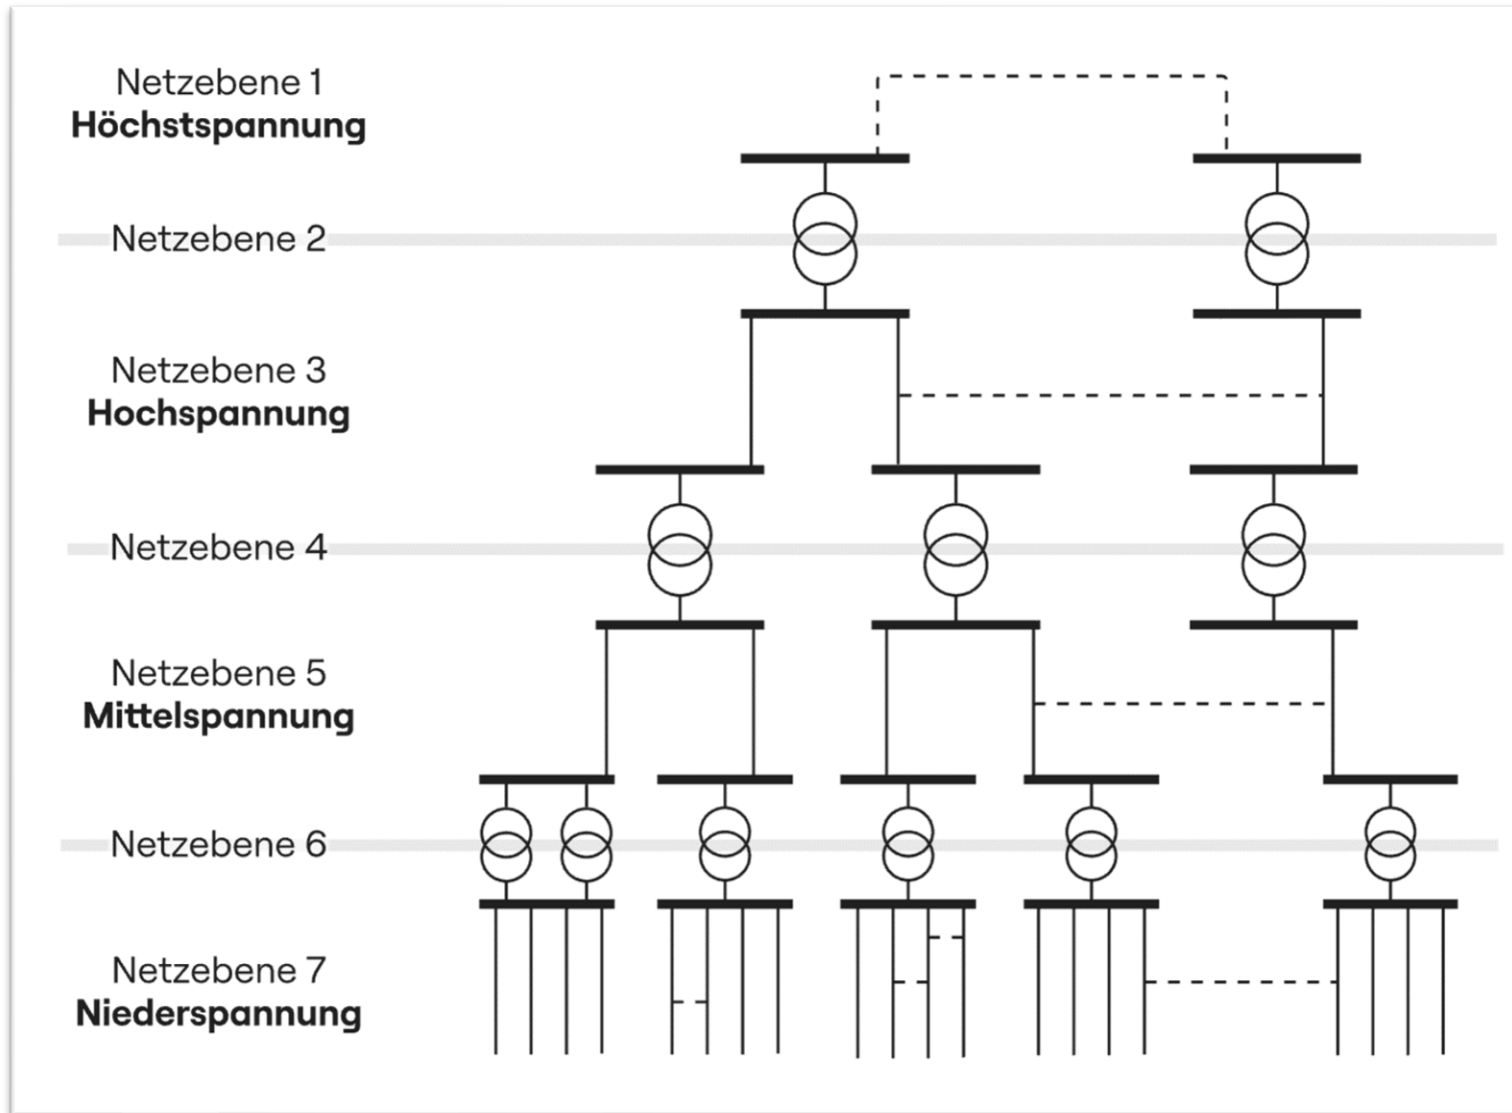 Netzebene 1
Höchstspannung
Netzebene 2
Netzebene 3
Hochspannung
Netzebene 4
Netzebene 5
Mittelspannung
Netzebene 6
Netzebene 7
Niederspannung